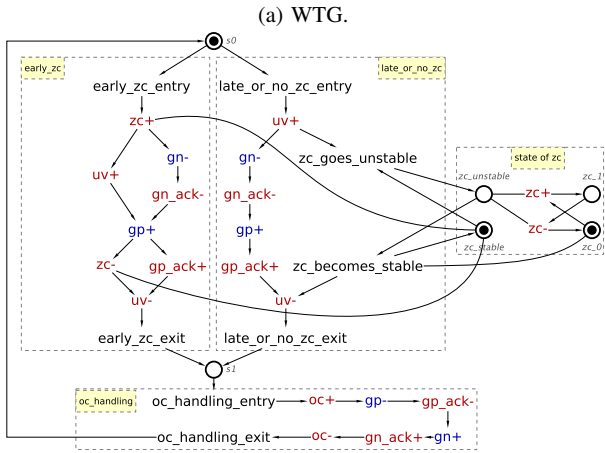 (a) WTG.
s0
early_zc
late_or_no_zc
early_zc_entry
late_or_no_zc_entry
zc+
uv+
gn-
gn-
zc_goes_unstable
state of zc
uv+
zc_unstable
zc_1
gn_ack-
gn_ack-
zc+
gp+
gp+
zc-
zc_stable
zc_0
zc-
gp_ack+
gp_ack+
zc_becomes_stable
uv-
uv-
early_zc_exit
late_or_no_zc_exit
s1
oc_handling
oc_handling_entry
oc+
gp-
gp_ack-
oc_handling_exit
oc-
gn_ack+
gn+